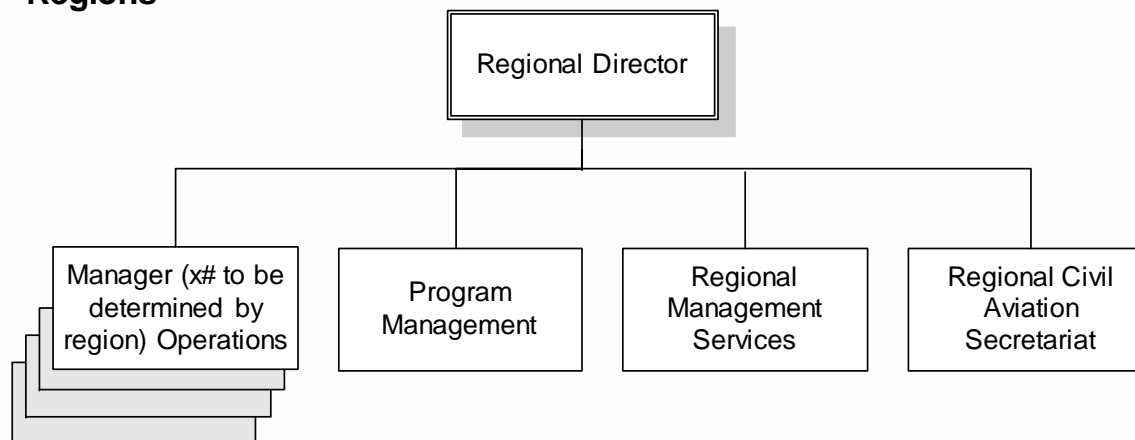 Regions
Regional Director
Manager (x# to be
determined by
region) Operations
Program
Management
Regional
Management
Services
Regional Civil
Aviation
Secretariat